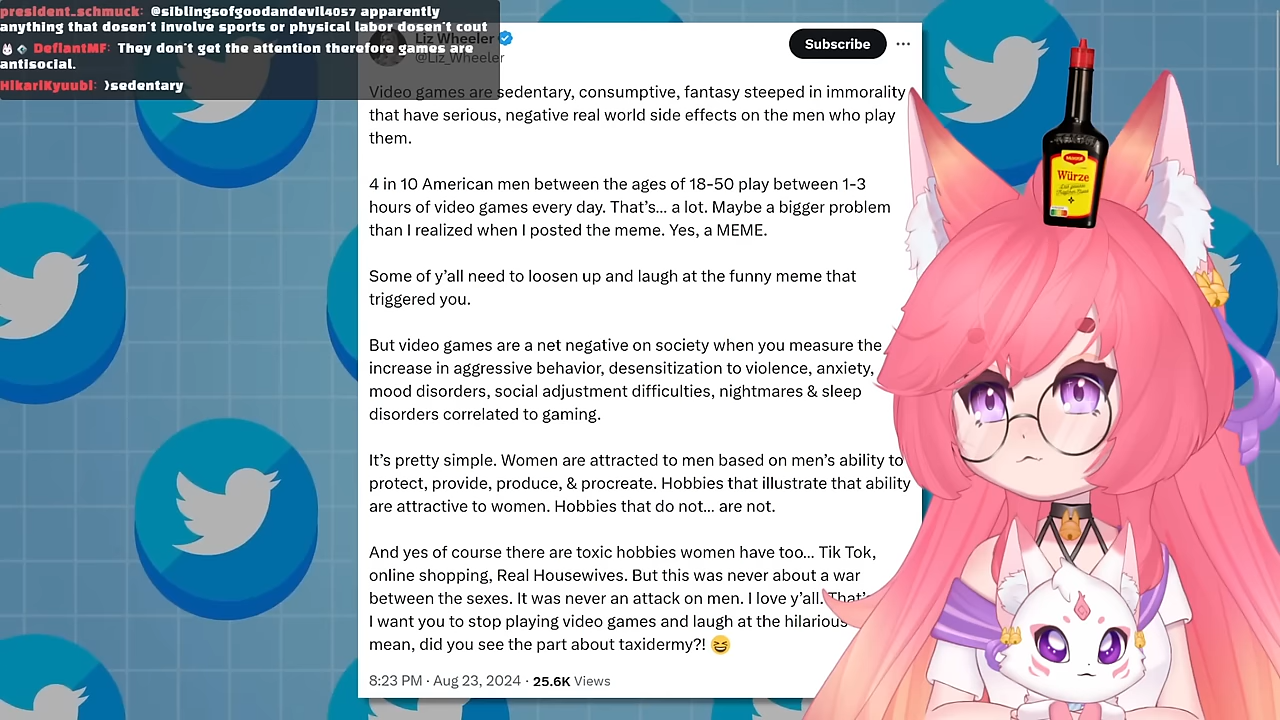 president_schmuck: @siblingsofgoodandevil4057 apparently
anything that dosen't involve sports or physical labor dosen't cout
DefiantMF: They don't get the attention therefore games are
antisocial.
HikariKyuubi: )sedentary
Liz Wheeler
@Liz_Wheeler
Subscribe
Video games are sedentary, consumptive, fantasy steeped in immorality
that have serious, negative real world side effects on the men who play
them.
4 in 10 American men between the ages of 18-50 play between 1-3
hours of video games every day. That's... a lot. Maybe a bigger problem
than I realized when I posted the meme. Yes, a MEME.
Some of y'all need to loosen up and laugh at the funny meme that
triggered you.
But video games are a net negative on society when you measure the
increase in aggressive behavior, desensitization to violence, anxiety,
mood disorders, social adjustment difficulties, nightmares & sleep
disorders correlated to gaming.
It's pretty simple. Women are attracted to men based on men's ability to
protect, provide, produce, & procreate. Hobbies that illustrate that ability
are attractive to women. Hobbies that do not... are not.
And yes of course there are toxic hobbies women have too... Tik Tok,
online shopping, Real Housewives. But this was never about a war
between the sexes. It was never an attack on men. I love y'all. That's
I want you to stop playing video games and laugh at the hilarious
mean, did you see the part about taxidermy?! 😆
8:23 PM · Aug 23, 2024 · 25.6K Views
Maggi
Würze